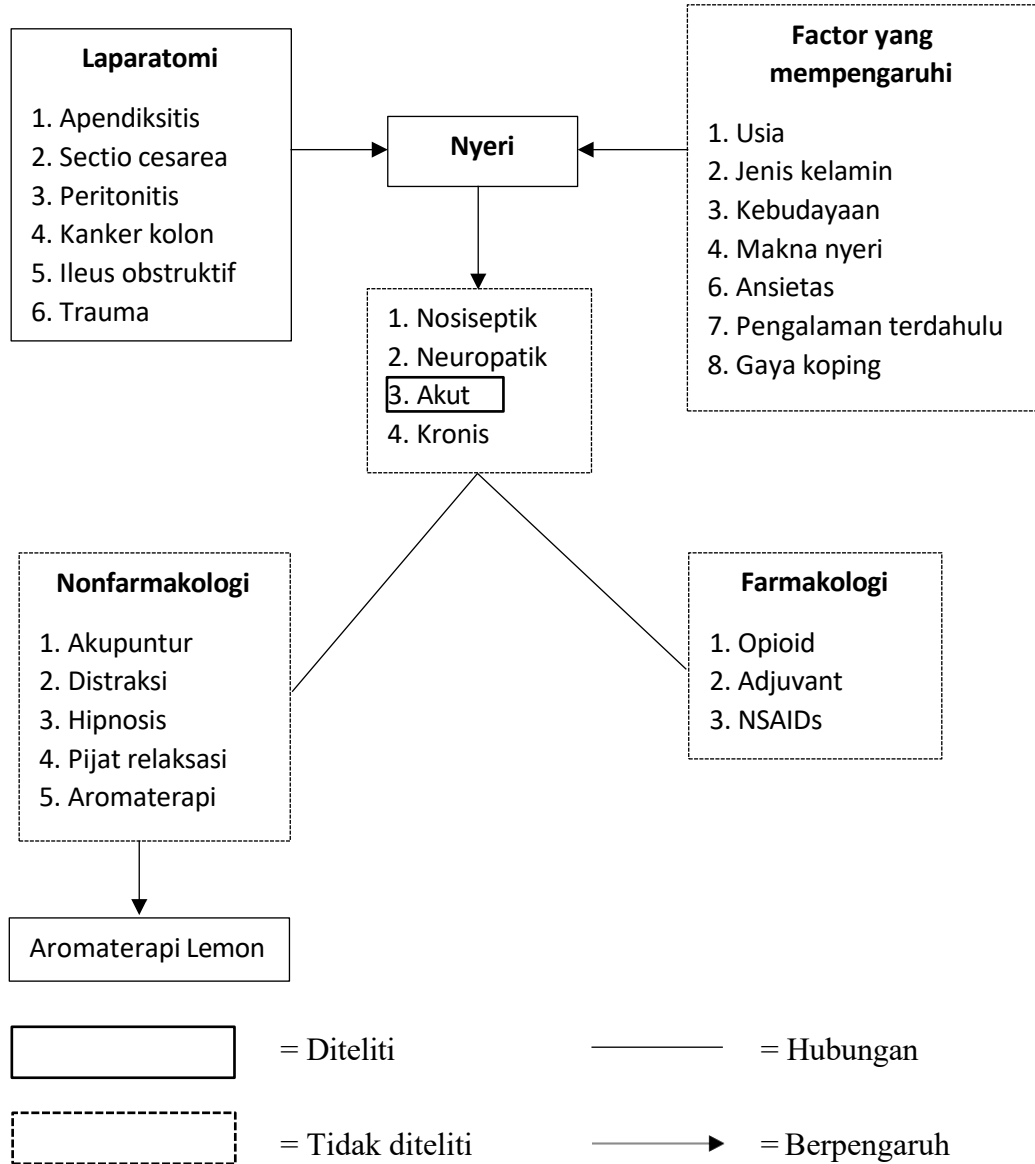 Laparatomi
1. Apendiksitis
2. Sectio cesarea
3. Peritonitis
4. Kanker kolon
5. Ileus obstruktif
6. Trauma
Nyeri
Factor yang
mempengaruhi
1. Usia
2. Jenis kelamin
3. Kebudayaan
4. Makna nyeri
6. Ansietas
7. Pengalaman terdahulu
8. Gaya koping
1. Nosiseptik
2. Neuropatik
3. Akut
4. Kronis
Nonfarmakologi
1. Akupuntur
2. Distraksi
3. Hipnosis
4. Pijat relaksasi
5. Aromaterapi
Farmakologi
1. Opioid
2. Adjuvant
3. NSAIDs
Aromaterapi Lemon
= Diteliti
= Hubungan
= Tidak diteliti
= Berpengaruh